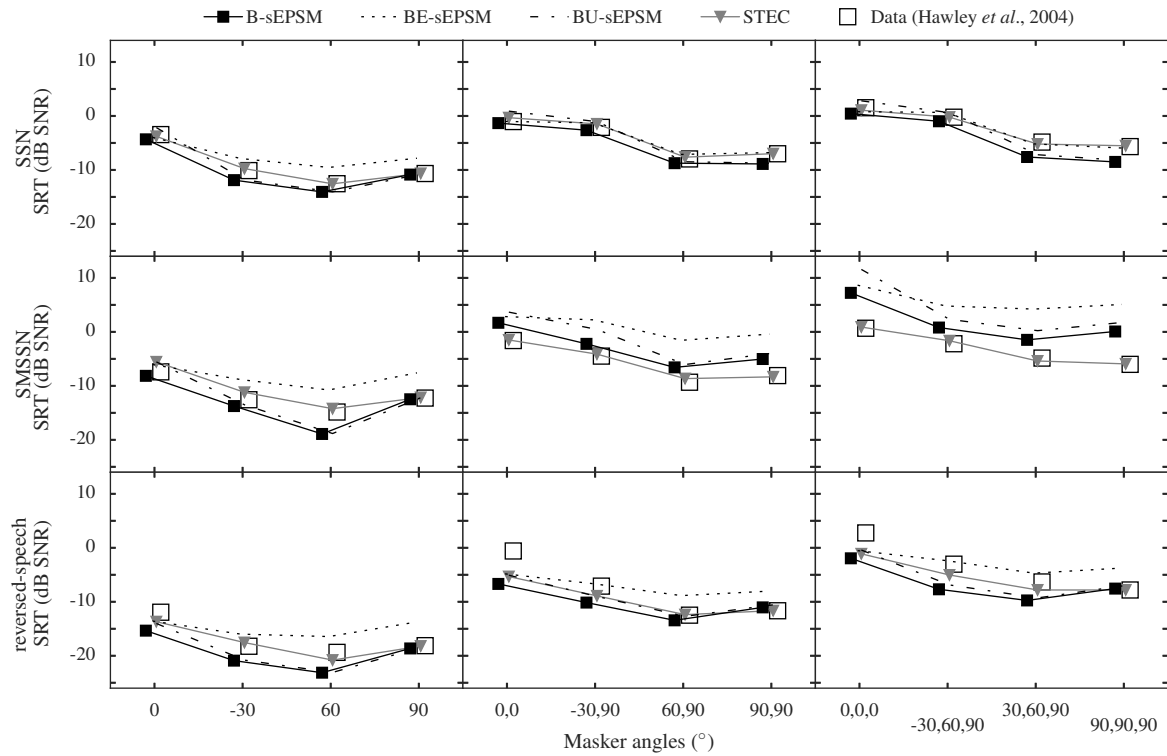 B-sEPSM BE-sEPSM BU-sEPSM STEC Data (Hawley et al., 2004)
10
0
-10
-20
SSN
SRT (dB SNR)
10
0
-10
-20
SMSSN
SRT (dB SNR)
10
0
-10
-20
reversed-speech
SRT (dB SNR)
0 -30 60 90 0,0 -30,90 60,90 90,90 0,0,0 30,60,90
-30,60,90 90,90,90
Masker angles (°)